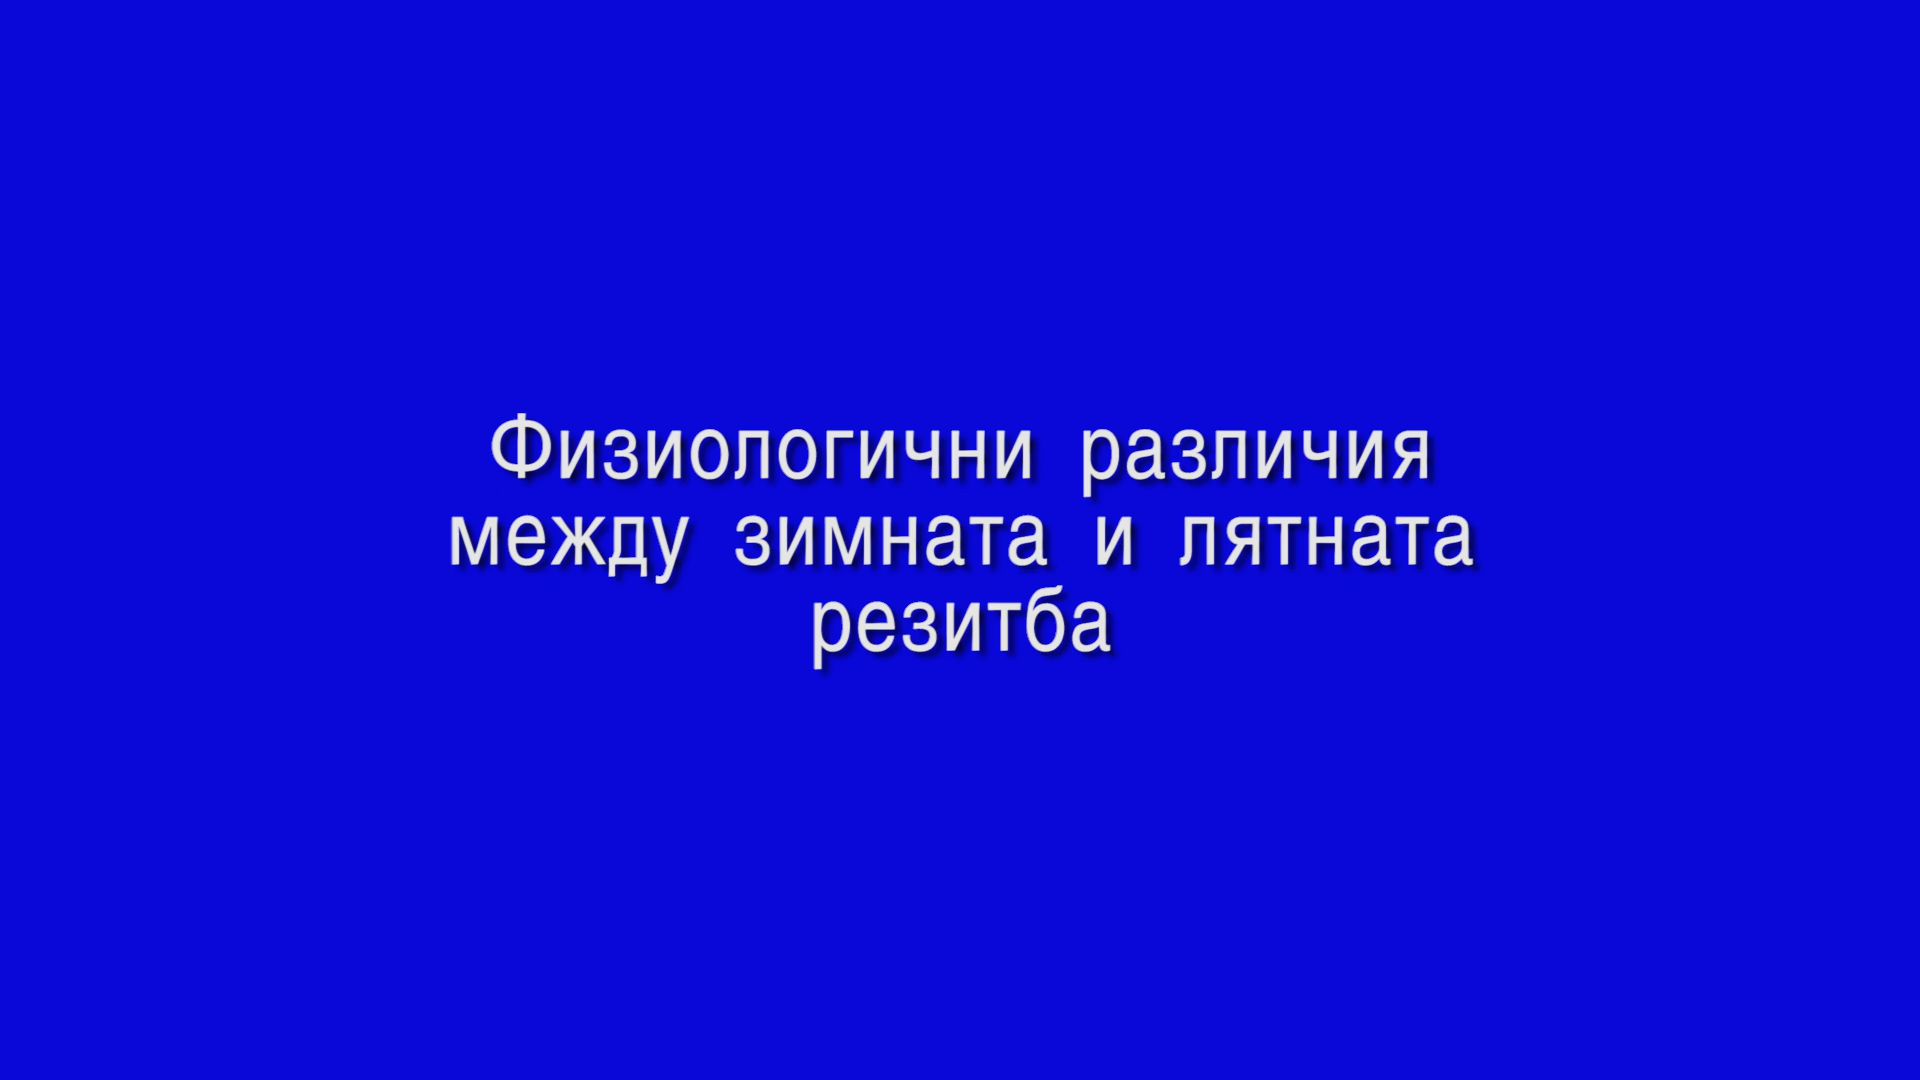 Физиологични различия
между зимната и лятната
резитба